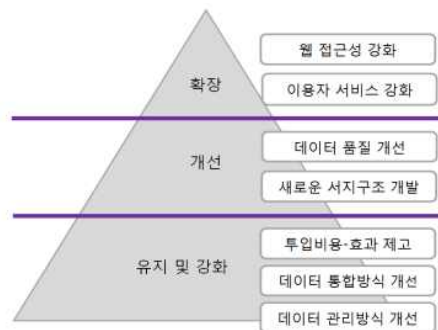 웹 접근성 강화
확장
이용자 서비스 강화
데이터 품질 개선
개선
새로운 서지구조 개발
투입비용-효과 제고
유지 및 강화
데이터 통합방식 개선
데이터 관리방식 개선